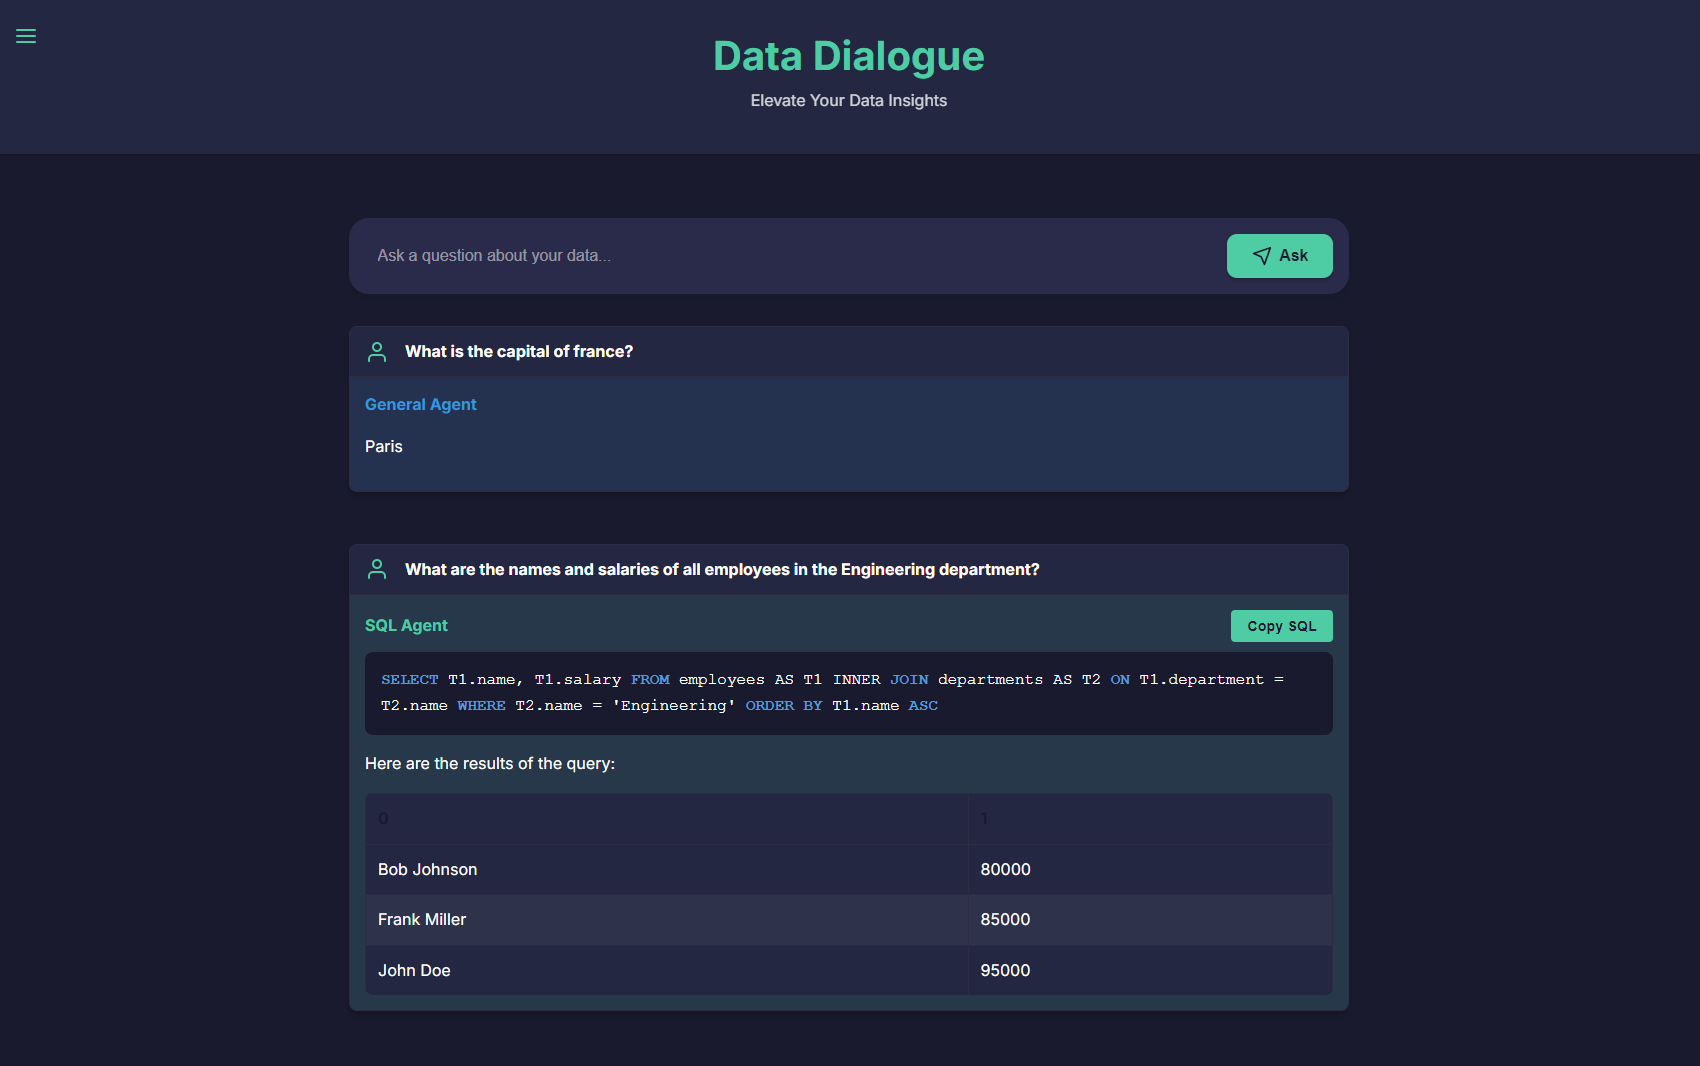 Data Dialogue
Elevate Your Data Insights
Ask a question about your data...
Ask
What is the capital of france?
General Agent
Paris
What are the names and salaries of all employees in the Engineering department?
SQL Agent
Copy SQL
SELECT T1.name, T1.salary FROM employees AS T1 INNER JOIN departments AS T2 ON T1.department =
T2.name WHERE T2.name = 'Engineering' ORDER BY T1.name ASC
Here are the results of the query:
0 1
Bob Johnson 80000
Frank Miller 85000
John Doe 95000